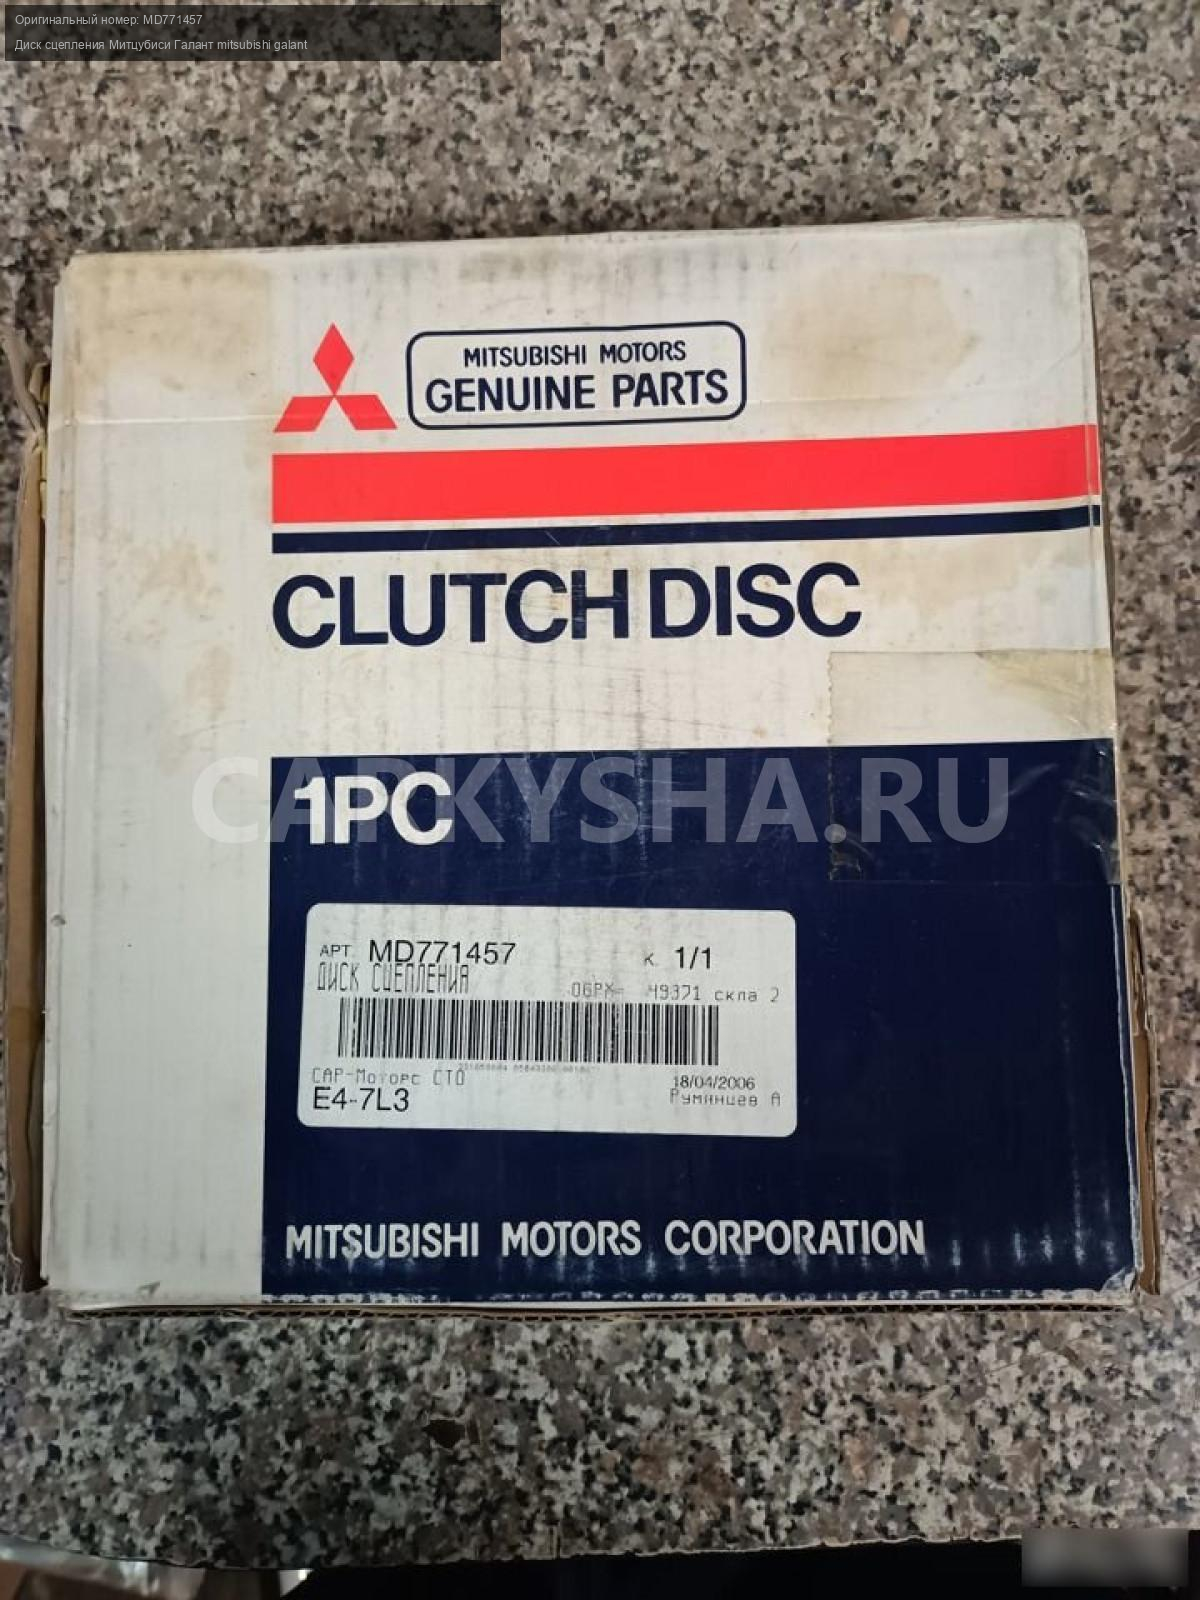 Оригинальный номер: MD771457
Диск сцепления Митцубиси Галант mitsubishi galant
MITSUBISHI MOTORS
GENUINE PARTS
CLUTCH DISC
CARKYSHA.RU
1PC
АРТ. MD771457 К. 1/1
ДИСК СЦЕПЛЕНИЯ
49371 скла 2
САР-Моторс СТО 18/04/2006
E4-7L3 Румянцев А
MITSUBISHI MOTORS CORPORATION